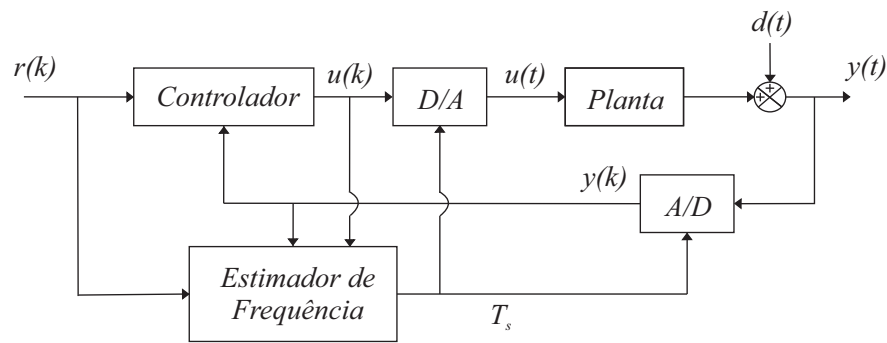 d(t)
r(k)
u(k)
u(t)
y(t)
Controlador
D/A
Planta
+
+
y(k)
A/D
Estimador de
Frequência
T_s